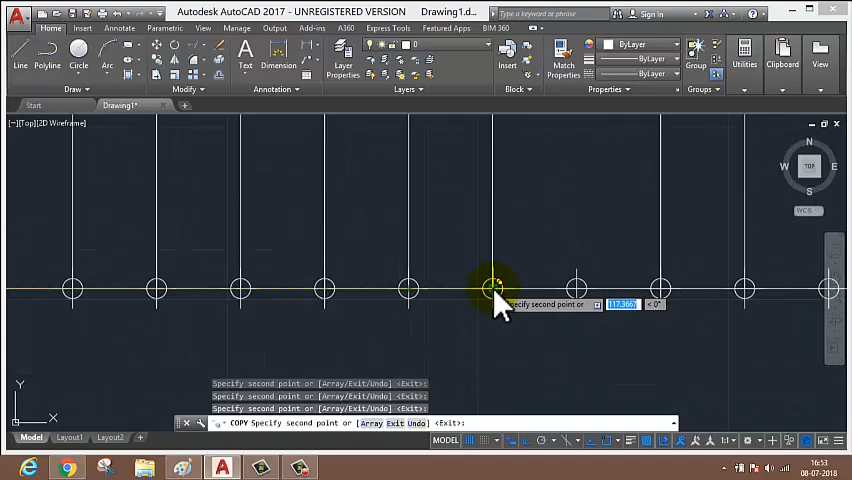 Autodesk AutoCAD 2017 - UNREGISTERED VERSION Drawing1.d...
Type a keyword or phrase
Sign In
Home Insert Annotate Parametric View Manage Output Add-ins A360 Express Tools Featured Apps BIM 360
Line Polyline Circle Arc
Text Dimension
Layer
Properties
0
Insert
Match
Properties
ByLayer
ByLayer
ByLayer
Group
Utilities Clipboard View
Draw Modify Annotation Layers Block Properties Groups
Start Drawing1*
[−][Top][2D Wireframe]
N
W TOP E
S
WCS
Specify second point or 117.3667 < 0°
Specify second point or [Array/Exit/Undo] <Exit>:
Specify second point or [Array/Exit/Undo] <Exit>:
Specify second point or [Array/Exit/Undo] <Exit>:
COPY Specify second point or [Array Exit Undo] <Exit>:
Y
X
Model Layout1 Layout2
MODEL
1:1
16:53
08-07-2018